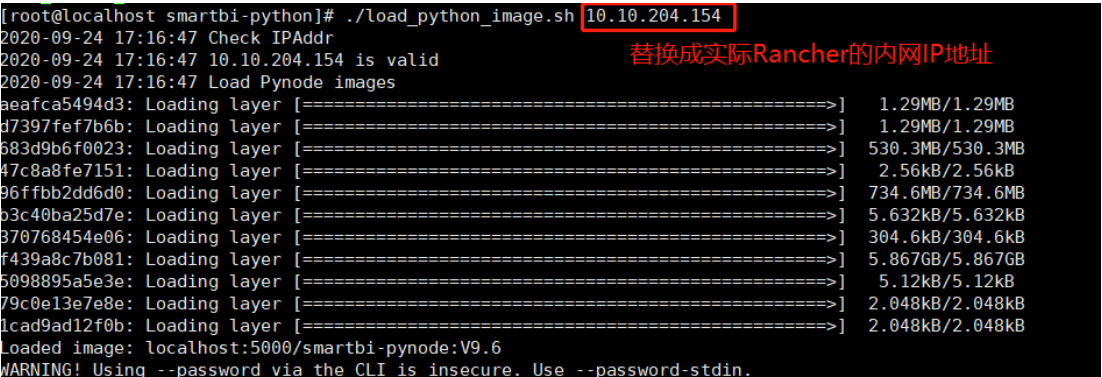 [root@localhost smartbi-python]# ./load_python_image.sh 10.10.204.154
2020-09-24 17:16:47 Check IPAddr
2020-09-24 17:16:47 10.10.204.154 is valid
替换成实际Rancher的内网IP地址
2020-09-24 17:16:47 Load Pynode images
aeafca5494d3: Loading layer [==================================================>] 1.29MB/1.29MB
d7397fef7b6b: Loading layer [==================================================>] 1.29MB/1.29MB
683d9b6f0023: Loading layer [==================================================>] 530.3MB/530.3MB
47c8a8fe7151: Loading layer [==================================================>] 2.56kB/2.56kB
96ffbb2dd6d0: Loading layer [==================================================>] 734.6MB/734.6MB
b3c40ba25d7e: Loading layer [==================================================>] 5.632kB/5.632kB
370768454e06: Loading layer [==================================================>] 304.6kB/304.6kB
f439a8c7b081: Loading layer [==================================================>] 5.867GB/5.867GB
5098895a5e3e: Loading layer [==================================================>] 5.12kB/5.12kB
79c0e13e7e8e: Loading layer [==================================================>] 2.048kB/2.048kB
1cad9ad12f0b: Loading layer [==================================================>] 2.048kB/2.048kB
Loaded image: localhost:5000/smartbi-pynode:V9.6
WARNING! Using --password via the CLI is insecure. Use --password-stdin.